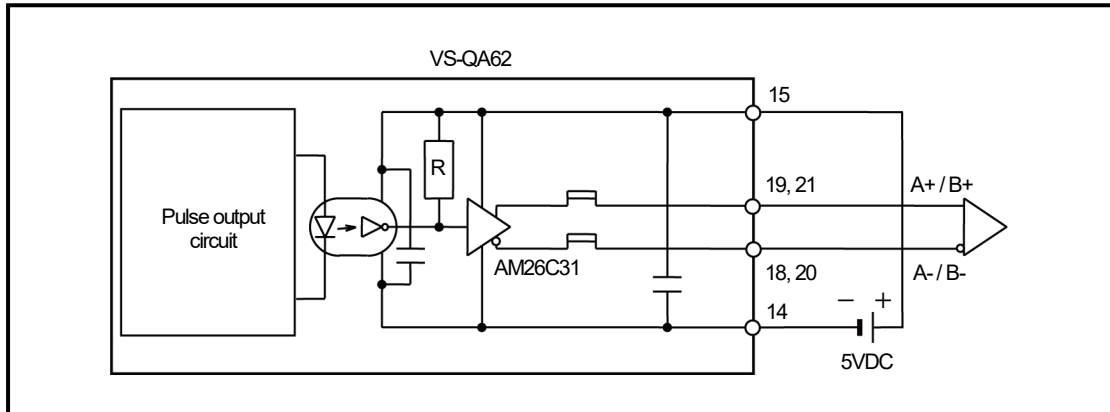 VS-QA62
15
R
19, 21
A+ / B+
Pulse output
circuit
AM26C31
18, 20
A- / B-
14
− +
5VDC